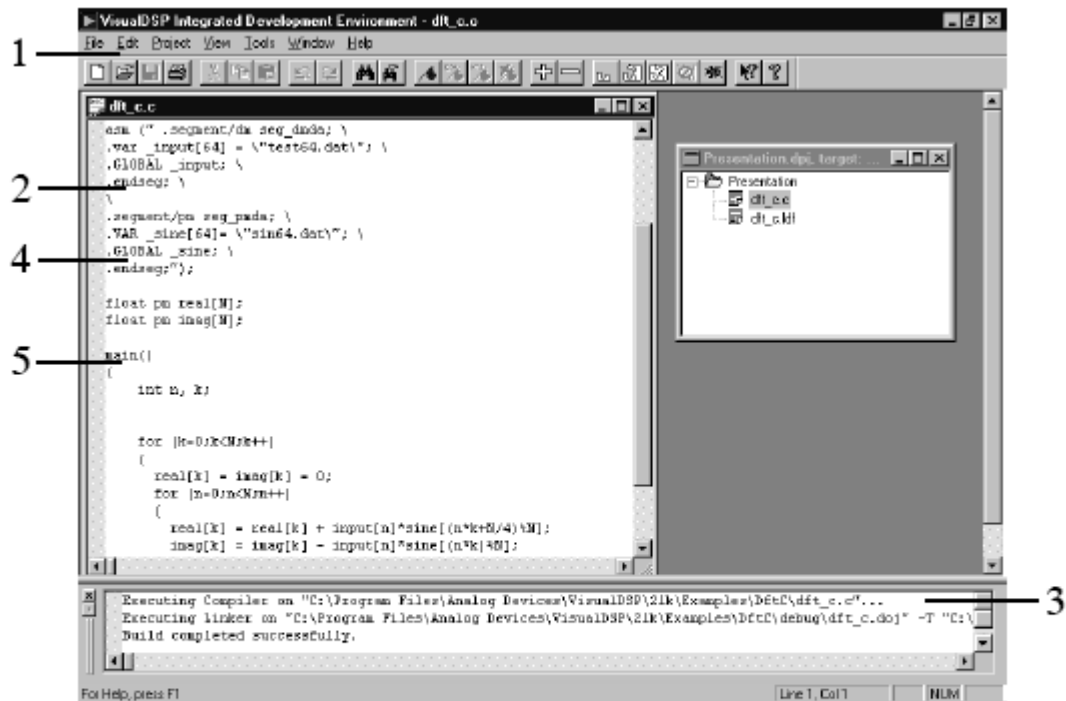 VisualDSP Integrated Development Environment - dft_c.c
1
File Edit Project View Tools Window Help
dft_c.c
asm (" .segment/dm seg_dmda; \
.var _input[64] = \"test64.dat\"; \
.GLOBAL _input; \
2
.endseg; \
\
.segment/pm seg_pmda; \
.VAR _sine[64]= \"sin64.dat\"; \
4
.GLOBAL _sine; \
.endseg;");
float pm real[N];
float pm imag[N];
5
main()
{
int n, k;
for (k=0;k<N;k++)
{
real[k] = imag[k] = 0;
for (n=0;n<N;n++)
{
real[k] = real[k] + input[n]*sine[(n*k+N/4)%N];
imag[k] = imag[k] - input[n]*sine[(n*k)%N];
Presentation.dpj, target: ...
Presentation
dft_c.c
dft_c.ldf
3
Executing Compiler on "C:\Program Files\Analog Devices\VisualDSP\21k\Examples\DftC\dft_c.c"...
Executing Linker on "C:\Program Files\Analog Devices\VisualDSP\21k\Examples\DftC\debug\dft_c.doj" -T "C:\
Build completed successfully.
For Help, press F1
Line 1, Col 1
NUM